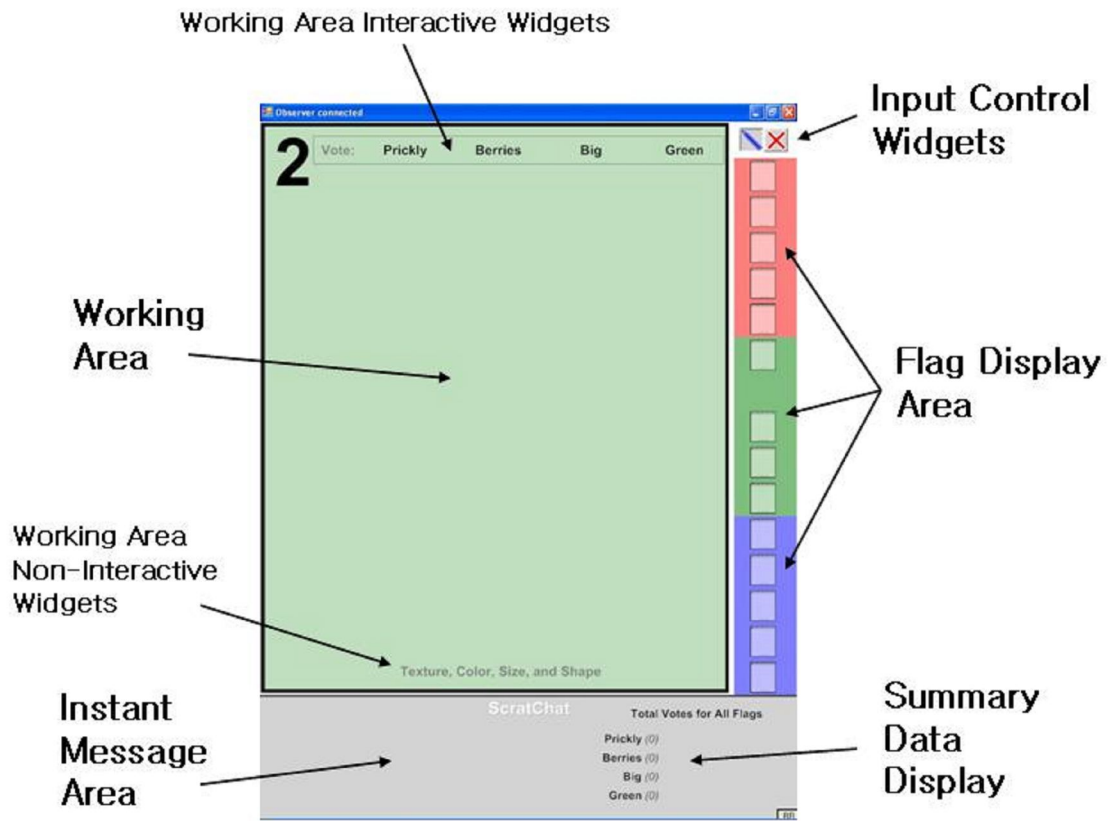 Working Area Interactive Widgets
Observer connected
Input Control
Widgets
2
Vote: Prickly Berries Big Green
Working
Area
Flag Display
Area
Working Area
Non-Interactive
Widgets
Texture, Color, Size, and Shape
Instant
Message
Area
ScratChat
Total Votes for All Flags
Prickly (0)
Berries (0)
Big (0)
Green (0)
Summary
Data
Display